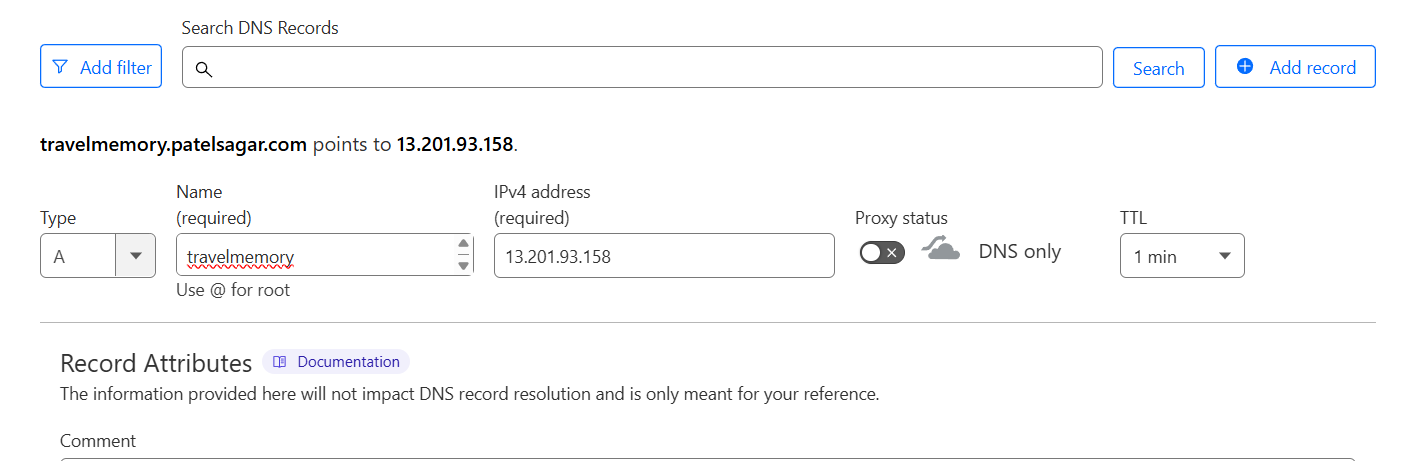 Search DNS Records
Add filter
Search
Add record
travelmemory.patelsagar.com points to 13.201.93.158.
Type
Name
(required)
IPv4 address
(required)
Proxy status
TTL
A
travelmemory
13.201.93.158
DNS only
1 min
Use @ for root
Record Attributes
Documentation
The information provided here will not impact DNS record resolution and is only meant for your reference.
Comment